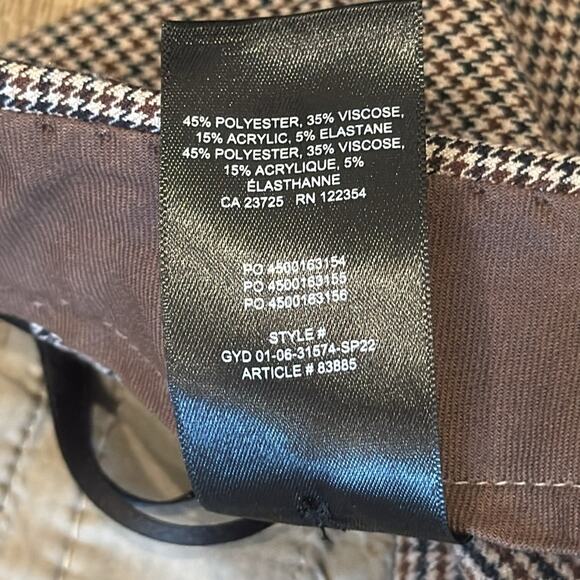 45% POLYESTER, 35% VISCOSE,
15% ACRYLIC, 5% ELASTANE
45% POLYESTER, 35% VISCOSE,
15% ACRYLIQUE, 5%
ÉLASTHANNE
CA 23725 RN 122354
PO 4500163154
PO 4500163155
PO 4500163156
STYLE #
GYD 01-06-31574-SP22
ARTICLE # 83885